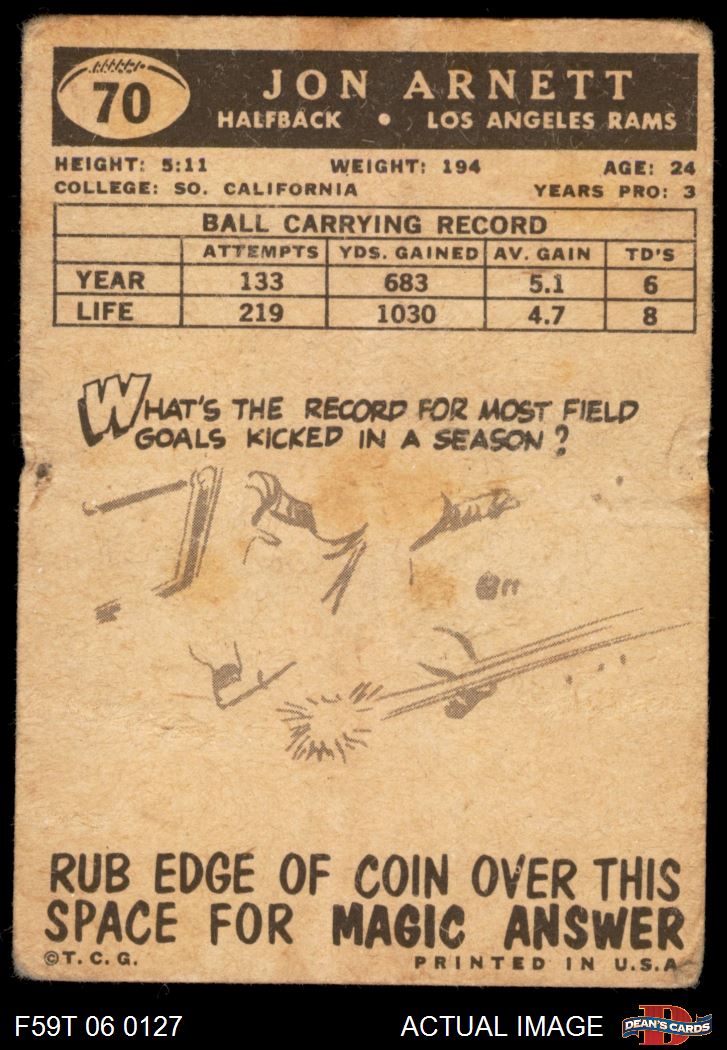 70
JON ARNETT
HALFBACK • LOS ANGELES RAMS
HEIGHT: 5:11 WEIGHT: 194 AGE: 24
COLLEGE: SO. CALIFORNIA YEARS PRO: 3
BALL CARRYING RECORD
ATTEMPTS YDS. GAINED AV. GAIN TD'S
YEAR 133 683 5.1 6
LIFE 219 1030 4.7 8
WHAT'S THE RECORD FOR MOST FIELD
GOALS KICKED IN A SEASON?
RUB EDGE OF COIN OVER THIS
SPACE FOR MAGIC ANSWER
©T.C.G. PRINTED IN U.S.A
F59T 06 0127 ACTUAL IMAGE D DEAN'S CARDS